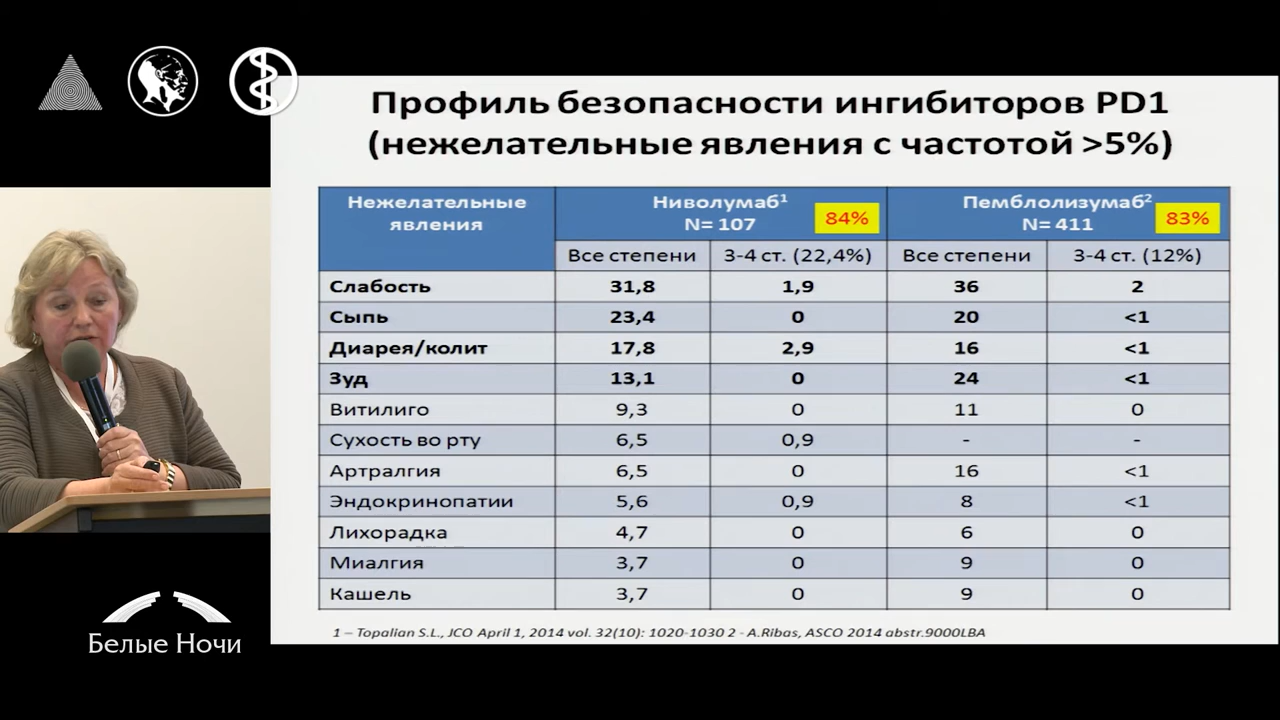 Профиль безопасности ингибиторов PD1
(нежелательные явления с частотой >5%)
Нежелательные явления Ниволумаб1 N= 107 84% Пемблолизумаб2 N= 411 83%
Все степени 3-4 ст. (22,4%) Все степени 3-4 ст. (12%)
Слабость 31,8 1,9 36 2
Сыпь 23,4 0 20 <1
Диарея/колит 17,8 2,9 16 <1
Зуд 13,1 0 24 <1
Витилиго 9,3 0 11 0
Сухость во рту 6,5 0,9 - -
Артралгия 6,5 0 16 <1
Эндокринопатии 5,6 0,9 8 <1
Лихорадка 4,7 0 6 0
Миалгия 3,7 0 9 0
Кашель 3,7 0 9 0
1 – Topalian S.L., JCO April 1, 2014 vol. 32(10): 1020-1030 2 - A.Ribas, ASCO 2014 abstr.9000LBA
Белые Ночи